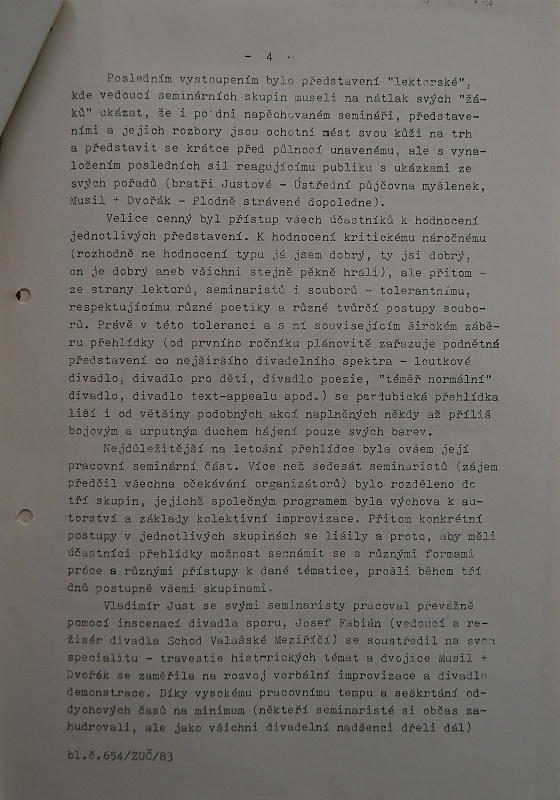 - 4 -
Posledním vystoupením bylo představení "lektorské",
kde vedoucí seminárních skupin museli na nátlak svých "žá-
ků" ukázat, že i po dni napěchovaném semináři, představe-
ními a jejich rozbory jsou ochotni nést svou kůži na trh
a představit se krátce před půlnocí unavenému, ale s vyna-
ložením posledních sil reagujícímu publiku s ukázkami ze
svých pořadů (bratři Justové - Ústřední půjčovna myšlenek,
Musil + Dvořák - Plodně strávené dopoledne).
Velice cenný byl přístup všech účastníků k hodnocení
jednotlivých představení. K hodnocení kritickému náročnému
(rozhodně ne hodnocení typu já jsem dobrý, ty jsi dobrý,
on je dobrý aneb všichni stejně pěkně hráli), ale přitom -
ze strany lektorů, seminaristů i souborů - tolerantnímu,
respektujícímu různé poetiky a různé tvůrčí postupy soubo-
rů. Právě v této toleranci a s ní souvisejícím širokém zábě-
ru přehlídky (od prvního ročníku plánovitě zařazuje podnětná
představení co nejširšího divadelního spektra - loutkové
divadlo, divadlo pro děti, divadlo poezie, "téměř normální"
divadlo, divadlo text-appealu apod.) se pardubická přehlídka
liší i od většiny podobných akcí naplněných někdy až příliš
bojovým a urputným duchem hájení pouze svých barev.
Nejdůležitější na letošní přehlídce byla ovšem její
pracovní seminární část. Více než šedesát seminaristů (zájem
předčil všechna očekávání organizátorů) bylo rozděleno do
tří skupin, jejichž společným programem byla výchova k au-
torství a základy kolektivní improvizace. Přitom konkrétní
postupy v jednotlivých skupinách se lišily a proto, aby měli
účastníci přehlídky možnost seznámit se s různými formami
práce a různými přístupy k dané tématice, prošli během tří
dnů postupně všemi skupinami.
Vladimír Just se svými seminaristy pracoval převážně
pomocí inscenací divadla sporu, Josef Fabián (vedoucí a re-
žisér divadla Schod Valašské Meziříčí) se soustředil na svou
specialitu - travestie historických témat a dvojice Musil +
Dvořák se zaměřila na rozvoj verbální improvizace a divadlo
demonstrace. Díky vysokému pracovnímu tempu a seškrtání od-
dychových časů na minimum (někteří seminaristé si občas za-
hudrovali, ale jako všichni divadelní nadšenci dřeli dál)
bl.č.654/ZUČ/83